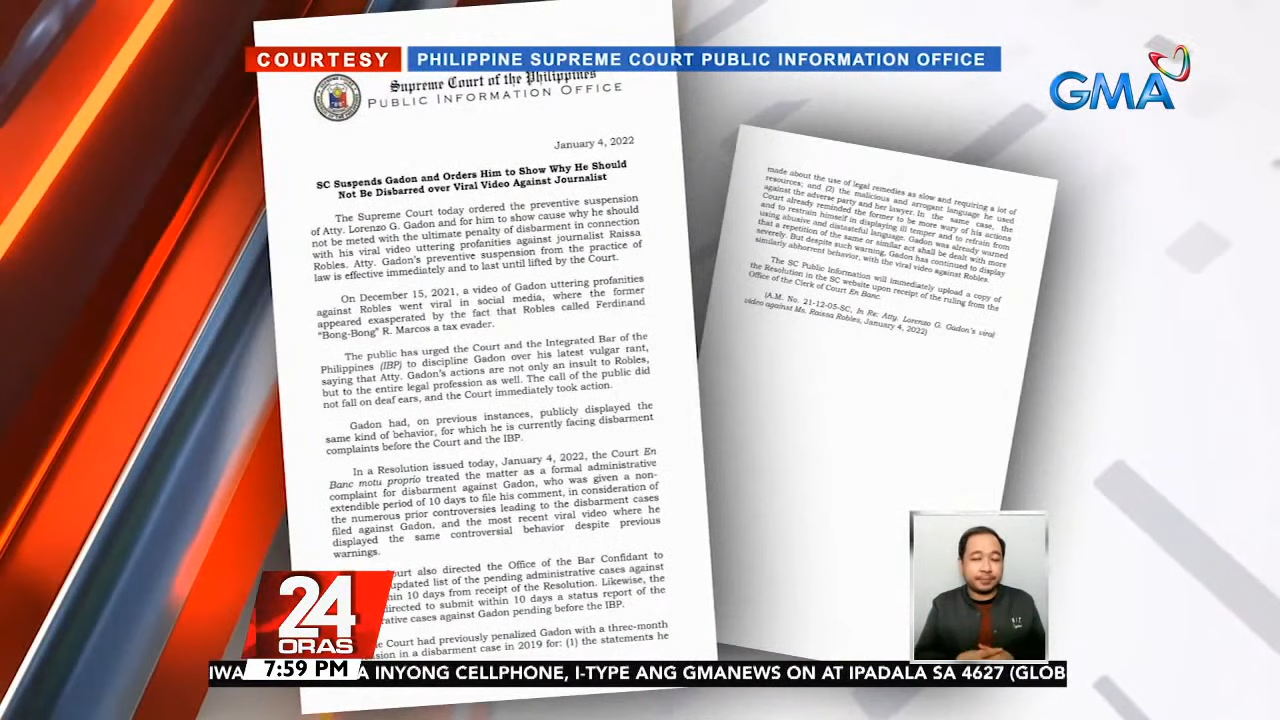 COURTESY PHILIPPINE SUPREME COURT PUBLIC INFORMATION OFFICE
GMA
Supreme Court of the Philippines
PUBLIC INFORMATION OFFICE
January 4, 2022
SC Suspends Gadon and Orders Him to Show Why He Should
Not Be Disbarred over Viral Video Against Journalist
The Supreme Court today ordered the preventive suspension
of Atty. Lorenzo G. Gadon and for him to show cause why he should
not be meted with the ultimate penalty of disbarment in connection
with his viral video uttering profanities against journalist Raissa
Robles. Atty. Gadon's preventive suspension from the practice of
law is effective immediately and to last until lifted by the Court.
On December 15, 2021, a video of Gadon uttering profanities
against Robles went viral in social media, where the former
appeared exasperated by the fact that Robles called Ferdinand
"Bong-Bong" R. Marcos a tax evader.
The public has urged the Court and the Integrated Bar of the
Philippines (IBP) to discipline Gadon over his latest vulgar rant,
saying that Atty. Gadon's actions are not only an insult to Robles,
but to the entire legal profession as well. The call of the public did
not fall on deaf ears, and the Court immediately took action.
Gadon had, on previous instances, publicly displayed the
same kind of behavior, for which he is currently facing disbarment
complaints before the Court and the IBP.
In a Resolution issued today, January 4, 2022, the Court En
Banc motu proprio treated the matter as a formal administrative
complaint for disbarment against Gadon, who was given a non-
extendible period of 10 days to file his comment, in consideration of
the numerous prior controversies leading to the disbarment cases
filed against Gadon, and the most recent viral video where he
displayed the same controversial behavior despite previous
warnings.
ourt also directed the Office of the Bar Confidant to
updated list of the pending administrative cases against
hin 10 days from receipt of the Resolution. Likewise, the
directed to submit within 10 days a status report of the
rative cases against Gadon pending before the IBP.
e Court had previously penalized Gadon with a three-month
sion in a disbarment case in 2019 for: (1) the statements he
made about the use of legal remedies as slow and requiring a lot of
resources; and (2) the malicious and arrogant language he used
against the adverse party and her lawyer. In the same case, the
Court already reminded the former to be more wary of his actions
and to restrain himself in displaying ill temper and to refrain from
using abusive and distasteful language. Gadon was already warned
that a repetition of the same or similar act shall be dealt with more
severely. But despite such warning, Gadon has continued to display
similarly abhorrent behavior, with the viral video against Robles.
The SC Public Information will immediately upload a copy of
the Resolution in the SC website upon receipt of the ruling from the
Office of the Clerk of Court En Banc.
(A.M. No. 21-12-05-SC, In Re: Atty. Lorenzo G. Gadon's viral
video against Ms. Raissa Robles, January 4, 2022)
24
ORAS
7:59 PM
IWA A INYONG CELLPHONE, I-TYPE ANG GMANEWS ON AT IPADALA SA 4627 (GLOB